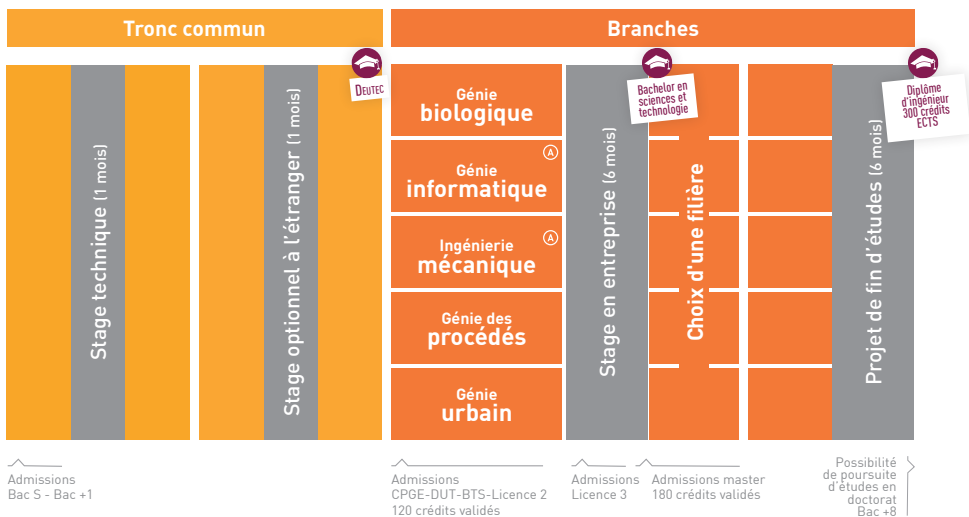 Tronc commun
Branches
DEUTEC
Bachelor en
sciences et
technologie
Diplôme
d'ingénieur
300 crédits
ECTS
Stage technique (1 mois)
Stage optionnel à l'étranger (1 mois)
Génie
biologique
A
Génie
informatique
A
Ingénierie
mécanique
Génie des
procédés
Génie
urbain
Stage en entreprise (6 mois)
Choix d'une filière
Projet de fin d'études (6 mois)
Admissions
Bac S - Bac +1
Admissions
CPGE-DUT-BTS-Licence 2
120 crédits validés
Admissions
Licence 3
Admissions master
180 crédits validés
Possibilité
de poursuite
d'études en
doctorat
Bac +8